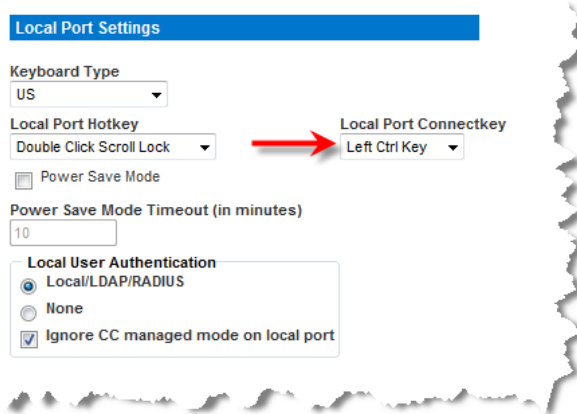 Local Port Settings
Keyboard Type
US
Local Port Hotkey
Local Port Connectkey
Double Click Scroll Lock
Left Ctrl Key
Power Save Mode
Power Save Mode Timeout (in minutes)
10
Local User Authentication
Local/LDAP/RADIUS
None
Ignore CC managed mode on local port